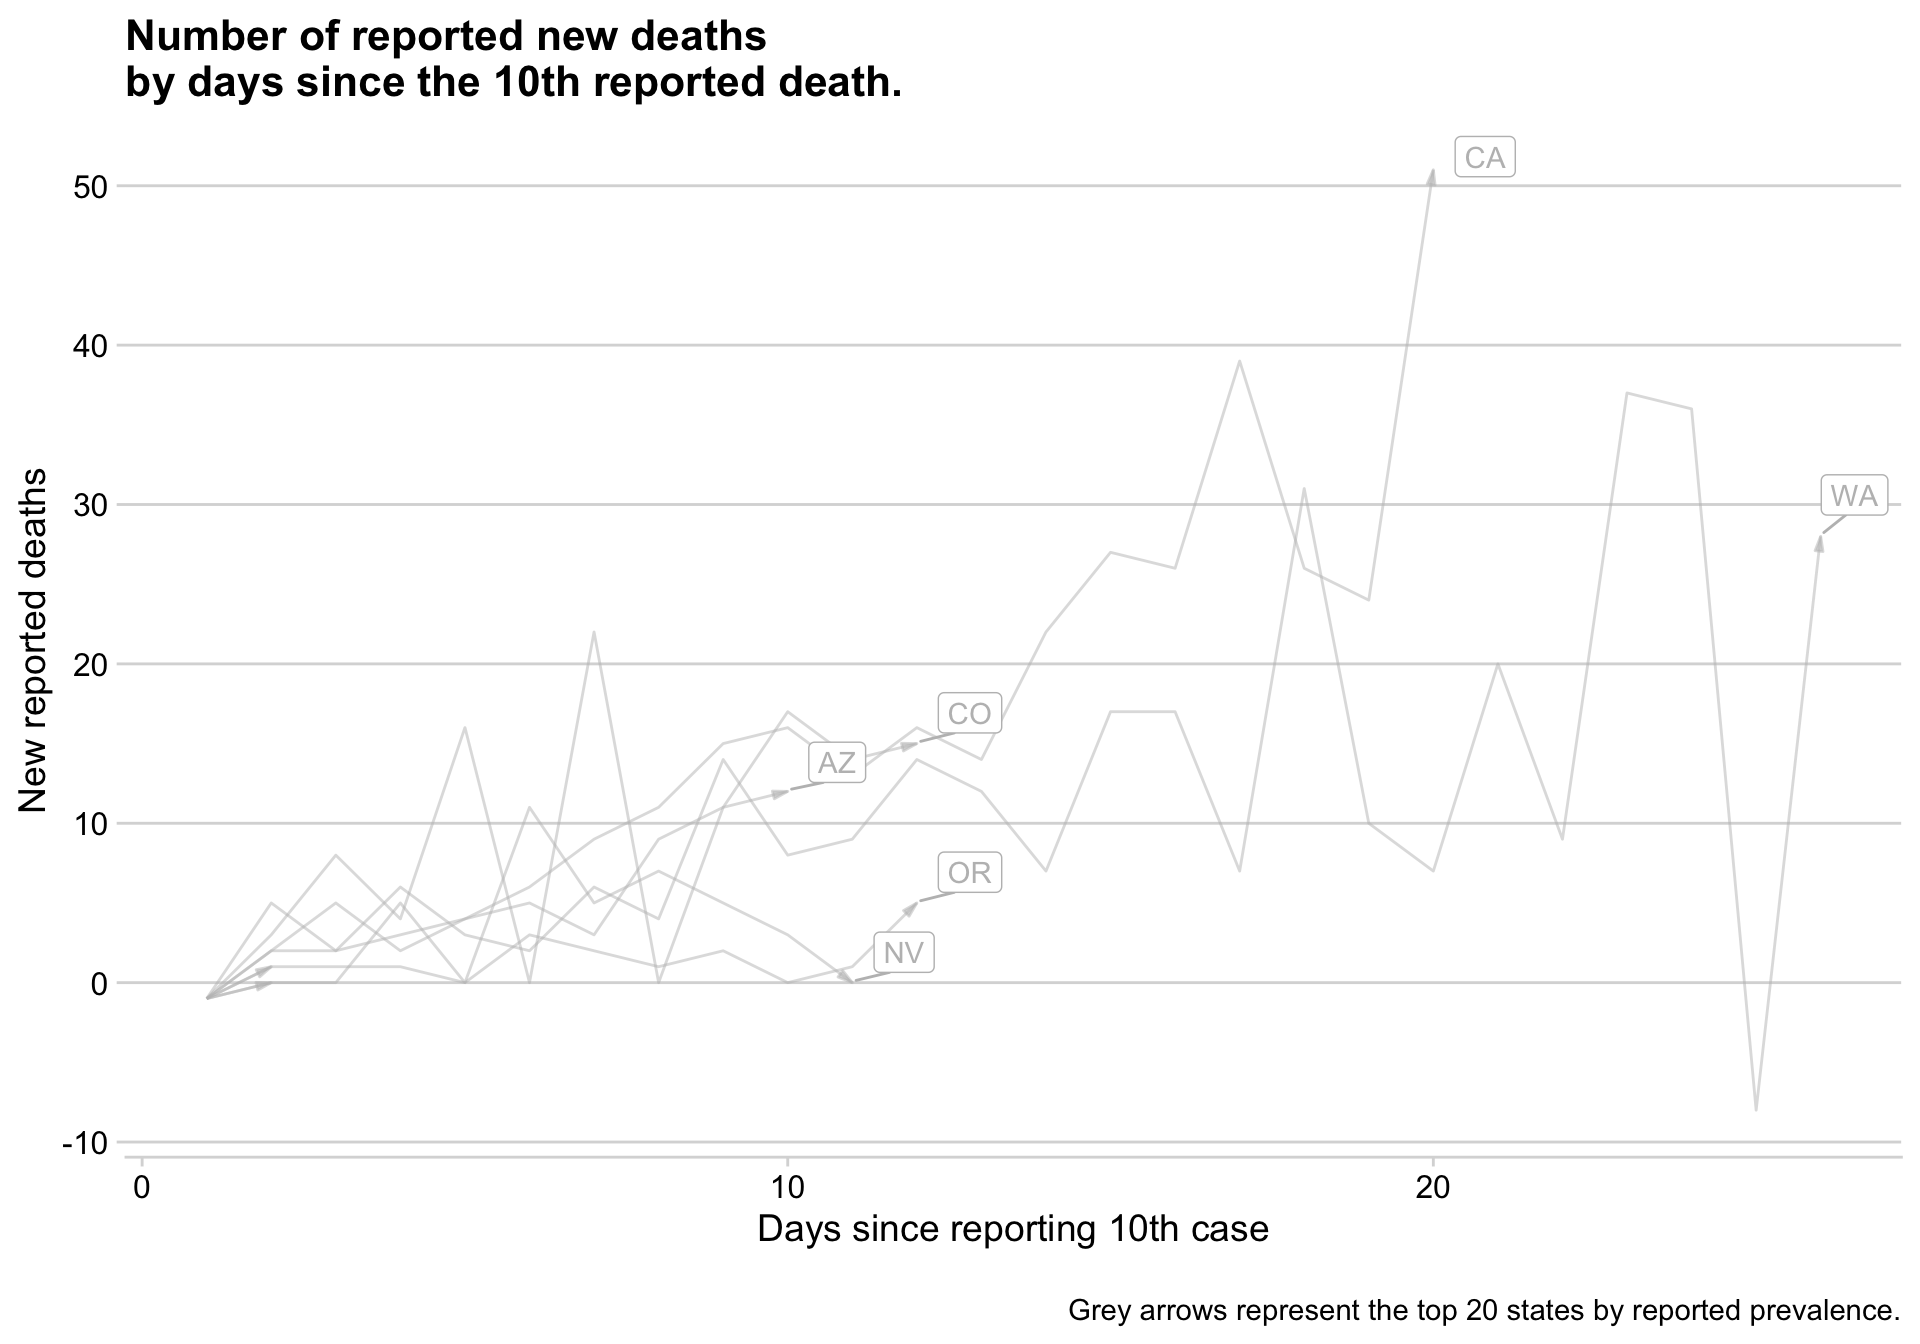 Number of reported new deaths
by days since the 10th reported death.
CA
50
40
WA
30
New reported deaths
20
CO
AZ
10
OR
NV
0
-10
0 10 20
Days since reporting 10th case
Grey arrows represent the top 20 states by reported prevalence.